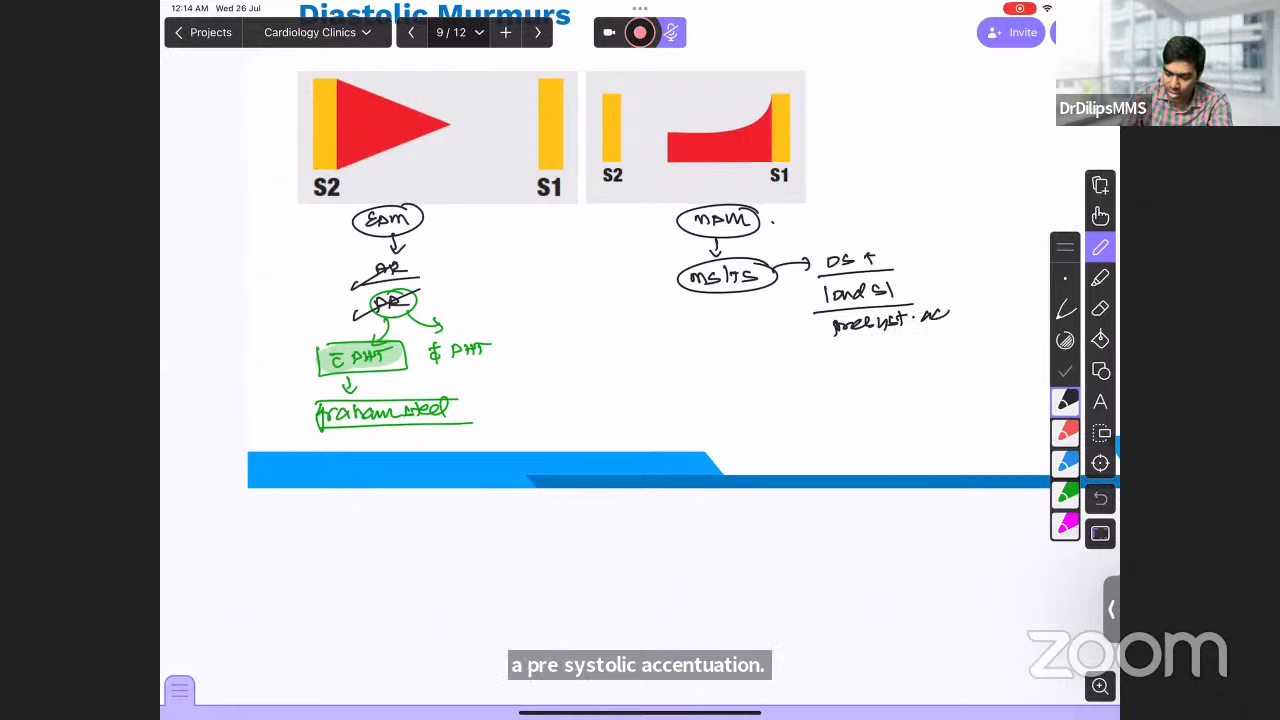 12:14 AM Wed 26 Jul
Diastolic Murmurs
Projects
Cardiology Clinics
9 / 12
Invite
DrDilipsMMS
S2
S1
S2
S1
EDM
AR
PR
c̄ PHT
PHT
Graham steel
MDM
MS/TS
OS +
loud S1
presyst. ac
A
a pre systolic accentuation.
zoom